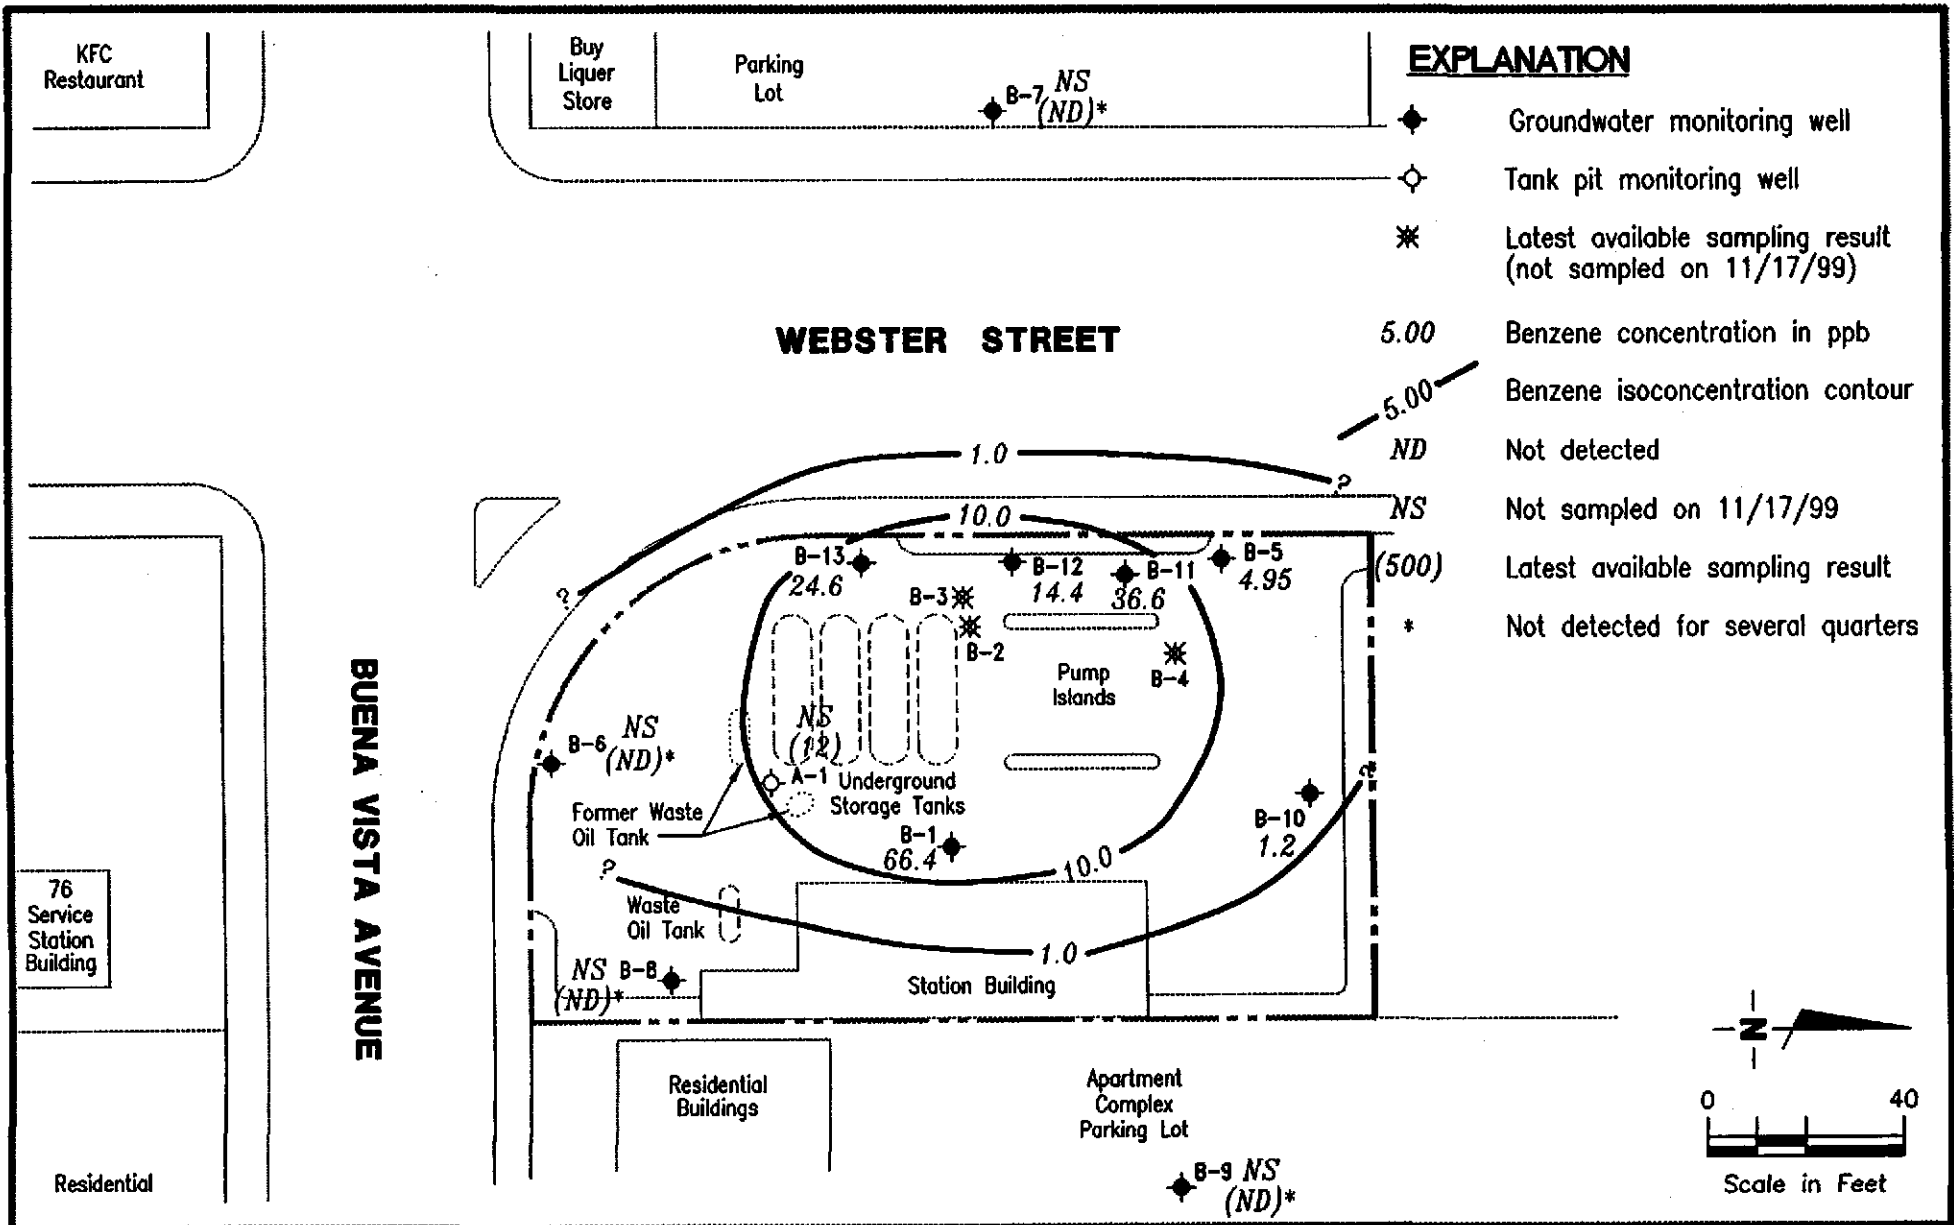 KFC
Restaurant
Buy
Liquer
Store
Parking
Lot
B-7 NS
(ND)*
EXPLANATION
Groundwater monitoring well
Tank pit monitoring well
Latest available sampling result
(not sampled on 11/17/99)
5.00 Benzene concentration in ppb
5.00 Benzene isoconcentration contour
ND Not detected
NS Not sampled on 11/17/99
(500) Latest available sampling result
* Not detected for several quarters
WEBSTER STREET
1.0
?
10.0
B-13
24.6
B-12
14.4
B-11
36.6
B-5
4.95
B-3
B-2
B-4
?
Pump
Islands
BUENA VISTA AVENUE
B-6 NS
(ND)*
NS
(12)
A-1
Underground
Storage Tanks
Former Waste
Oil Tank
B-1
66.4
10.0
B-10
1.2
?
?
Waste
Oil Tank
1.0
76
Service
Station
Building
NS B-8
(ND)*
Station Building
Residential
Buildings
Apartment
Complex
Parking Lot
B-9 NS
(ND)*
Residential
N
0 40
Scale in Feet